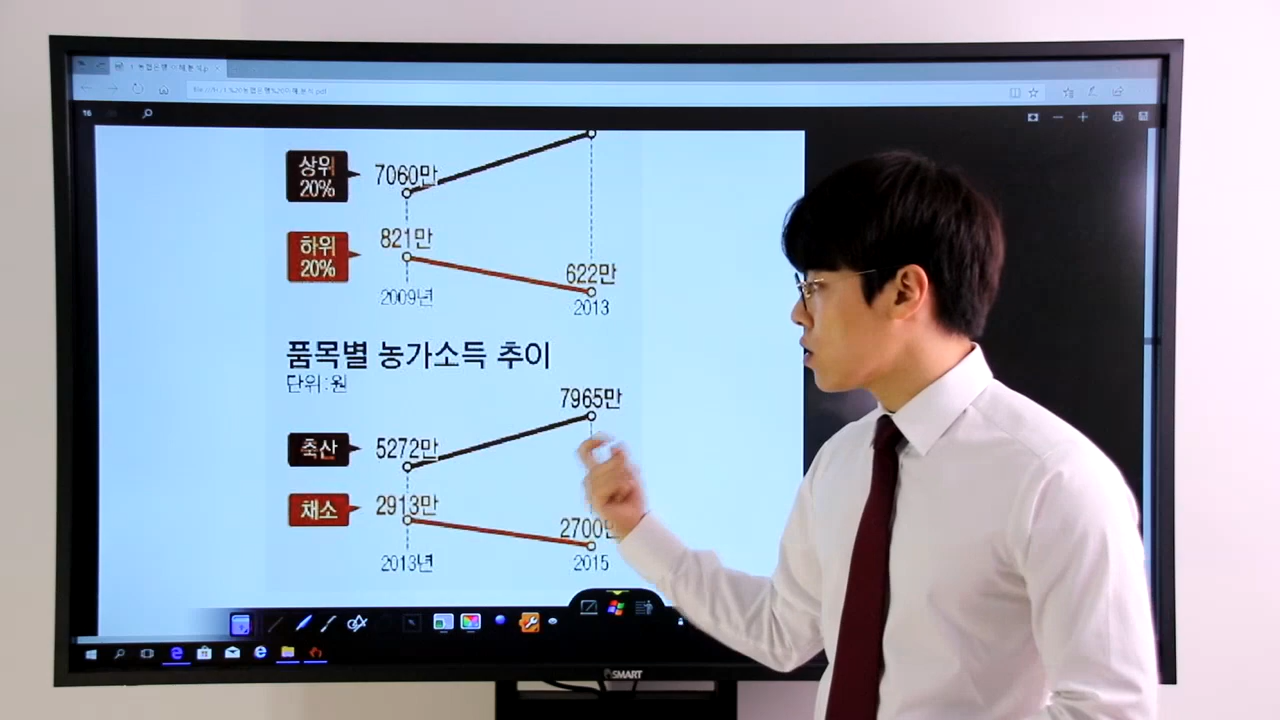 16
상위
20%
7060만
하위
20%
821만
622만
2009년
2013
품목별 농가소득 추이
단위:원
7965만
축산
5272만
채소
2913만
2700만
2013년
2015
SMART